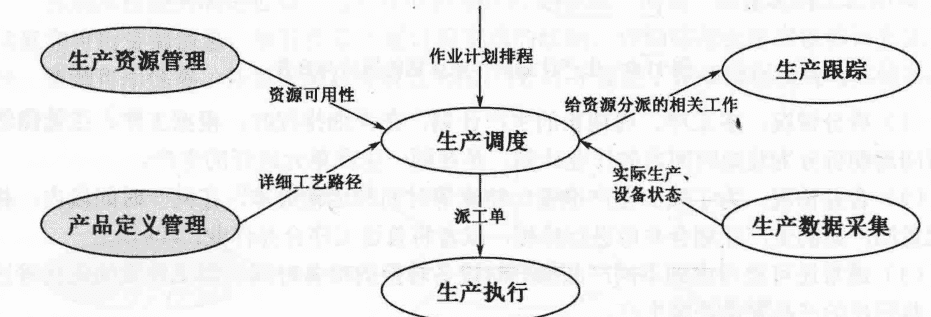 作业计划排程
生产资源管理
生产跟踪
资源可用性
给资源分派的相关工作
生产调度
详细工艺路径
实际生产、
设备状态
产品定义管理
派工单
生产数据采集
生产执行